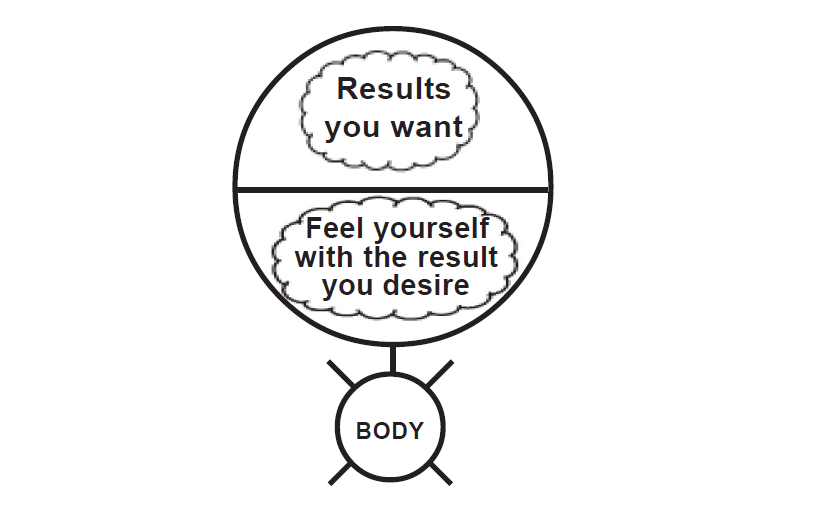 Results
you want
Feel yourself
with the result
you desire
BODY